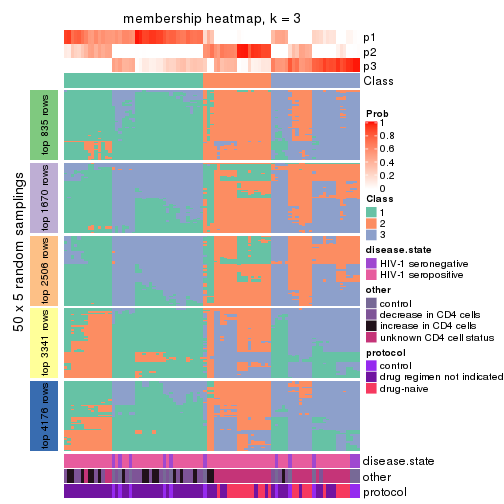 membership heatmap, k = 3
p1
p2
p3
Class
50 x 5 random samplings
top 835 rows
top 1670 rows
top 2506 rows
top 3341 rows
top 4176 rows
disease.state
other
protocol
Prob
1
0.8
0.6
0.4
0.2
0
Class
1
2
3
disease.state
HIV-1 seronegative
HIV-1 seropositive
other
control
decrease in CD4 cells
increase in CD4 cells
unknown CD4 cell status
protocol
control
drug regimen not indicated
drug-naive